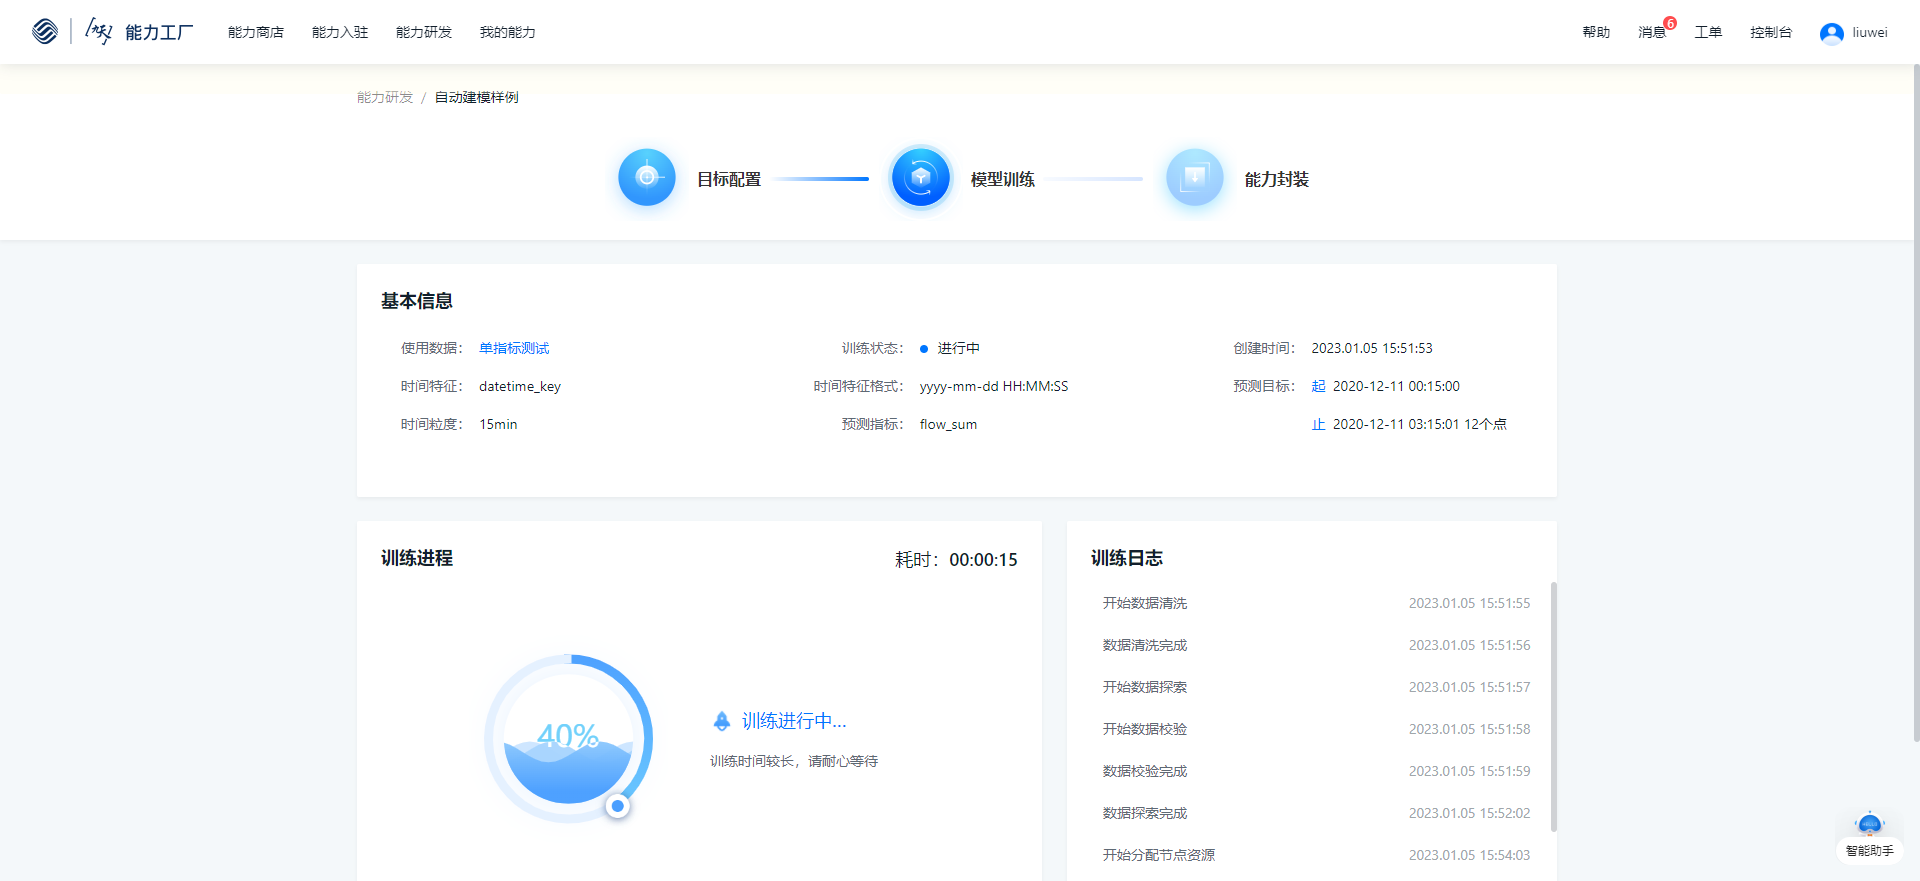 能力工厂 能力商店 能力入驻 能力研发 我的能力 帮助 消息 6 工单 控制台 liuwei
能力研发 / 自动建模样例
目标配置 模型训练 能力封装
基本信息
使用数据： 单指标测试 训练状态： 进行中 创建时间： 2023.01.05 15:51:53
时间特征： datetime_key 时间特征格式： yyyy-mm-dd HH:MM:SS 预测目标： 起 2020-12-11 00:15:00
时间粒度： 15min 预测指标： flow_sum 止 2020-12-11 03:15:01 12个点
训练进程 耗时：00:00:15
40%
训练进行中...
训练时间较长，请耐心等待
训练日志
开始数据清洗 2023.01.05 15:51:55
数据清洗完成 2023.01.05 15:51:56
开始数据探索 2023.01.05 15:51:57
开始数据校验 2023.01.05 15:51:58
数据校验完成 2023.01.05 15:51:59
数据探索完成 2023.01.05 15:52:02
开始分配节点资源 2023.01.05 15:54:03
智能助手